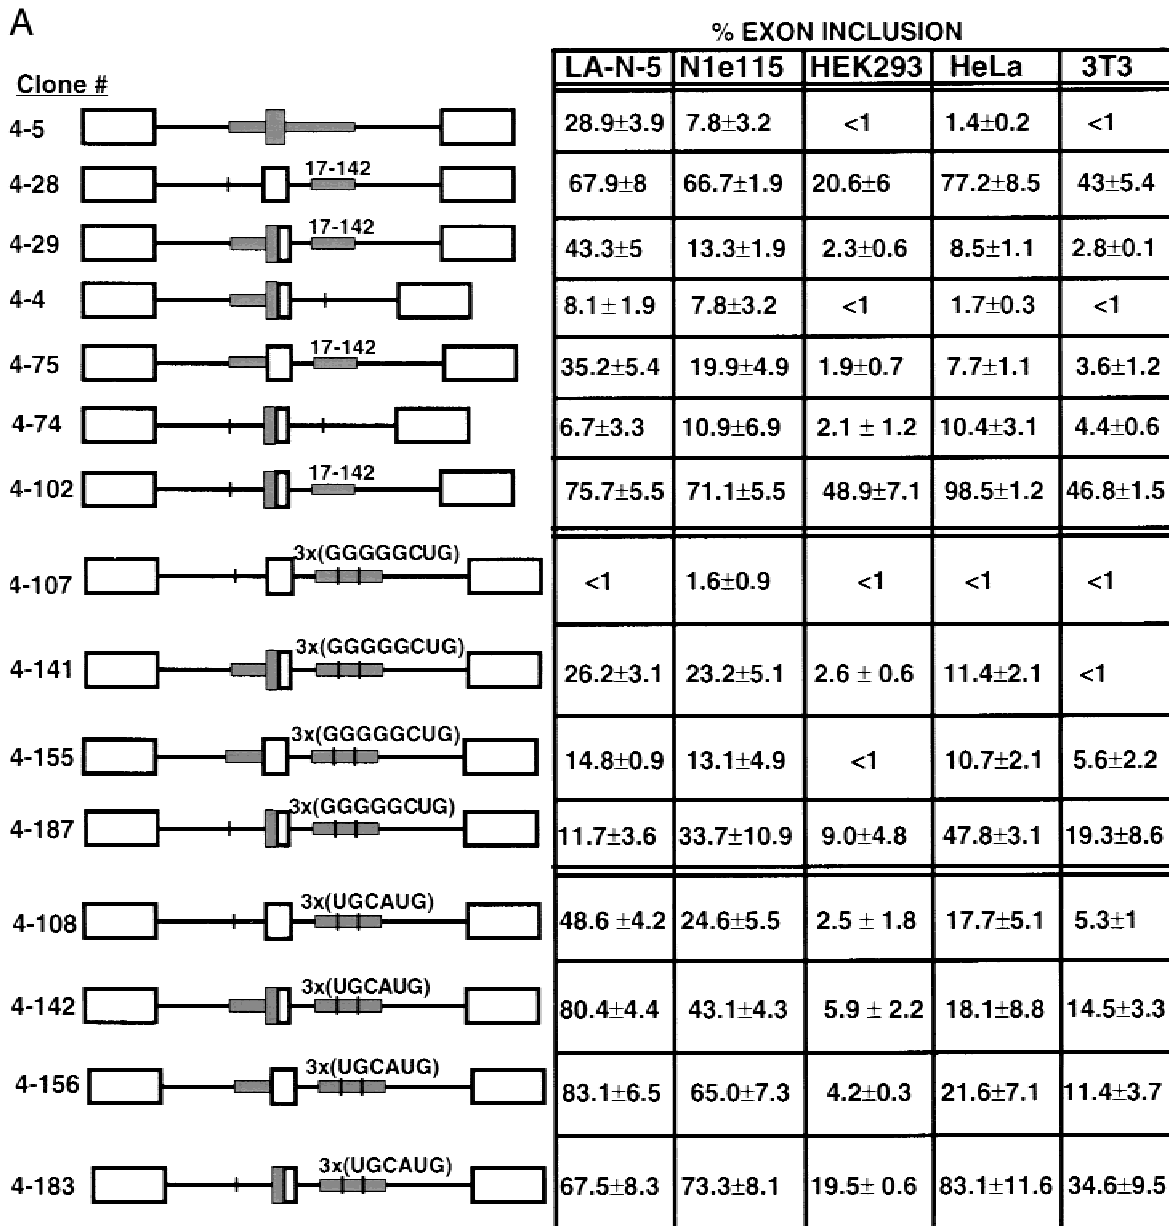 A
% EXON INCLUSION
Clone # LA-N-5 N1e115 HEK293 HeLa 3T3
4-5 28.9±3.9 7.8±3.2 <1 1.4±0.2 <1
17-142
4-28 67.9±8 66.7±1.9 20.6±6 77.2±8.5 43±5.4
17-142
4-29 43.3±5 13.3±1.9 2.3±0.6 8.5±1.1 2.8±0.1
4-4 8.1±1.9 7.8±3.2 <1 1.7±0.3 <1
17-142
4-75 35.2±5.4 19.9±4.9 1.9±0.7 7.7±1.1 3.6±1.2
4-74 6.7±3.3 10.9±6.9 2.1 ± 1.2 10.4±3.1 4.4±0.6
17-142
4-102 75.7±5.5 71.1±5.5 48.9±7.1 98.5±1.2 46.8±1.5
3x(GGGGGCUG)
4-107 <1 1.6±0.9 <1 <1 <1
3x(GGGGGCUG)
4-141 26.2±3.1 23.2±5.1 2.6 ± 0.6 11.4±2.1 <1
3x(GGGGGCUG)
4-155 14.8±0.9 13.1±4.9 <1 10.7±2.1 5.6±2.2
3x(GGGGGCUG)
4-187 11.7±3.6 33.7±10.9 9.0±4.8 47.8±3.1 19.3±8.6
3x(UGCAUG)
4-108 48.6 ±4.2 24.6±5.5 2.5 ± 1.8 17.7±5.1 5.3±1
3x(UGCAUG)
4-142 80.4±4.4 43.1±4.3 5.9 ± 2.2 18.1±8.8 14.5±3.3
3x(UGCAUG)
4-156 83.1±6.5 65.0±7.3 4.2±0.3 21.6±7.1 11.4±3.7
3x(UGCAUG)
4-183 67.5±8.3 73.3±8.1 19.5± 0.6 83.1±11.6 34.6±9.5